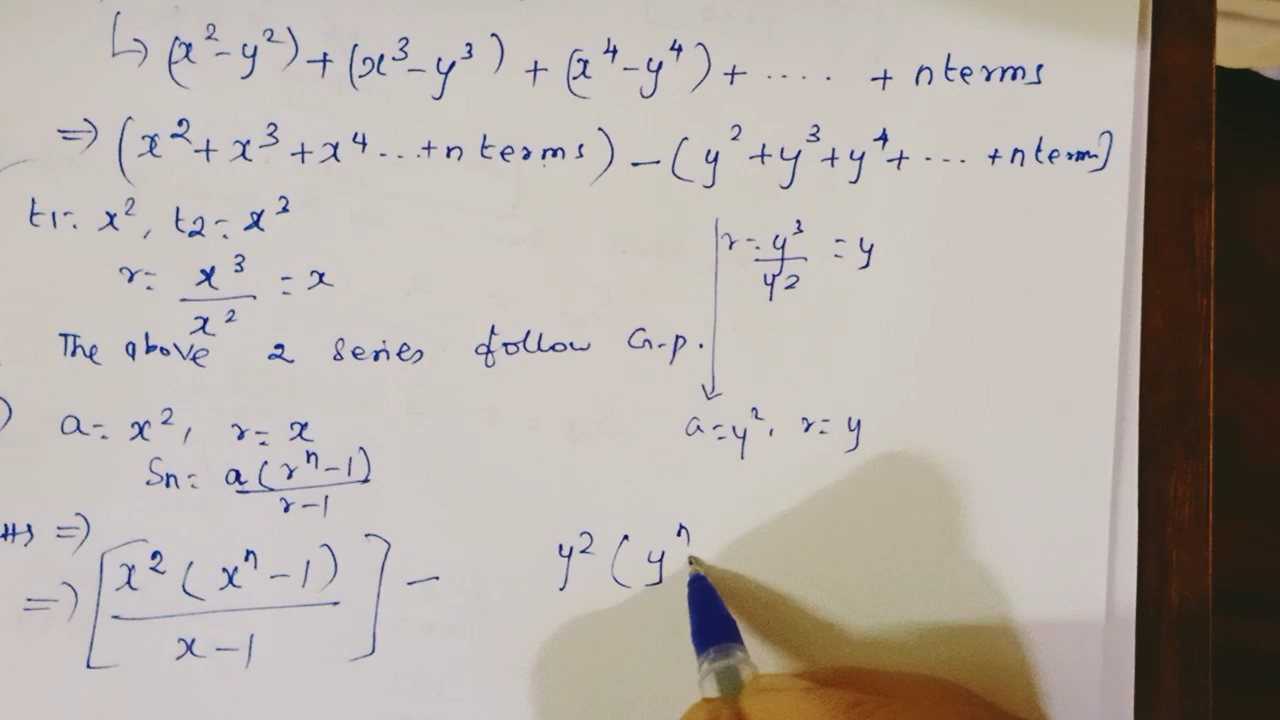 ↳ (x²-y²) + (x³-y³) + (x⁴-y⁴) + ..... + n terms
=> (x² + x³ + x⁴ ... + n terms) - (y² + y³ + y⁴ + ... + n term)
t1 = x², t2 = x³
r = x³/x² = x
r = y³/y² = y
The above 2 series follow G.p.
a = x², r = x
a = y², r = y
Sn = a(rⁿ-1)/r-1
=>
=> [x²(xⁿ-1)/x-1] - y²(yⁿ